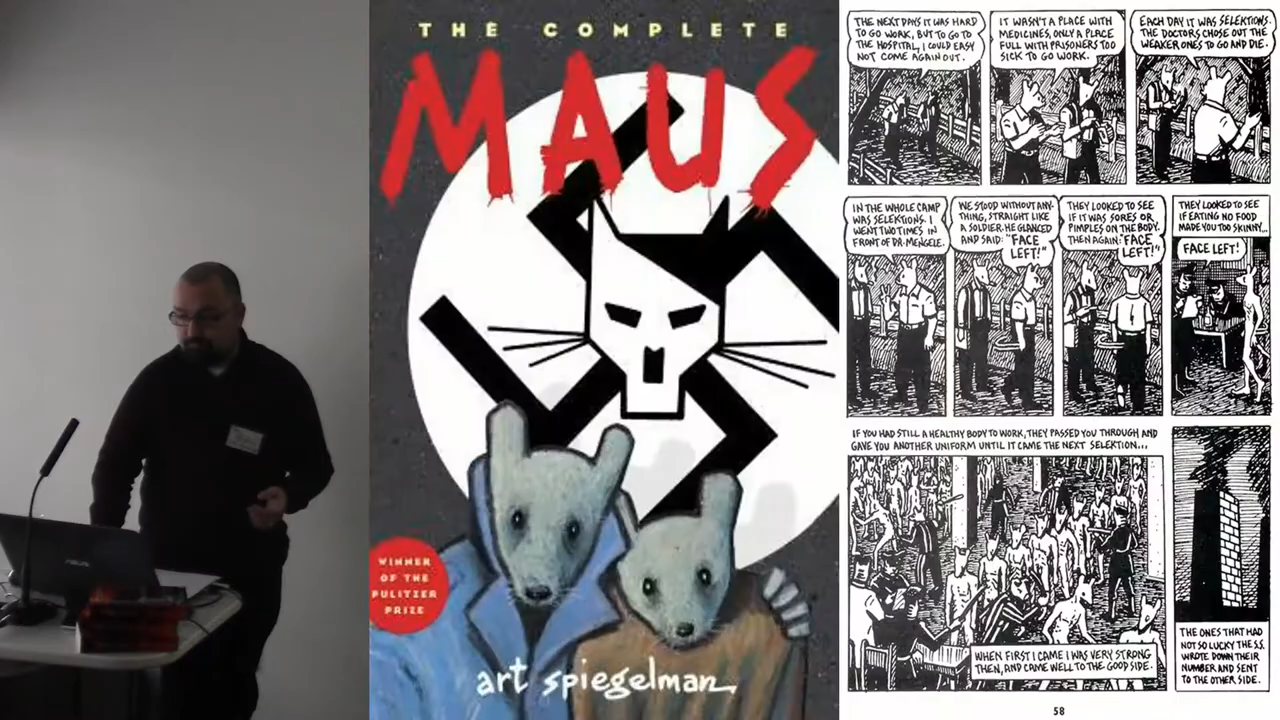 THE COMPLETE
MAUS
WINNER
OF THE
PULITZER
PRIZE
art spiegelman
THE NEXT DAYS IT WAS HARD
TO GO WORK, BUT TO GO TO
THE HOSPITAL, I COULD EASY
NOT COME AGAIN OUT.
IT WASN'T A PLACE WITH
MEDICINES, ONLY A PLACE
FULL WITH PRISONERS TOO
SICK TO GO WORK.
EACH DAY IT WAS SELEKTIONS.
THE DOCTORS CHOSE OUT THE
WEAKER ONES TO GO AND DIE.
IN THE WHOLE CAMP
WAS SELEKTIONS. I
WENT TWO TIMES IN
FRONT OF DR. MENGELE.
WE STOOD WITHOUT ANY-
THING, STRAIGHT LIKE
A SOLDIER. HE GLANCED
AND SAID: "FACE
LEFT!"
THEY LOOKED TO SEE
IF IT WAS SORES OR
PIMPLES ON THE BODY.
THEN AGAIN: "FACE
LEFT!"
THEY LOOKED TO SEE
IF EATING NO FOOD
MADE YOU TOO SKINNY...
FACE LEFT!
IF YOU HAD STILL A HEALTHY BODY TO WORK, THEY PASSED YOU THROUGH AND
GAVE YOU ANOTHER UNIFORM UNTIL IT CAME THE NEXT SELEKTION...
WHEN FIRST I CAME I WAS VERY STRONG
THEN, AND CAME WELL TO THE GOOD SIDE.
THE ONES THAT HAD
NOT SO LUCKY THE S.S.
WROTE DOWN THEIR
NUMBER AND SENT
TO THE OTHER SIDE.
58